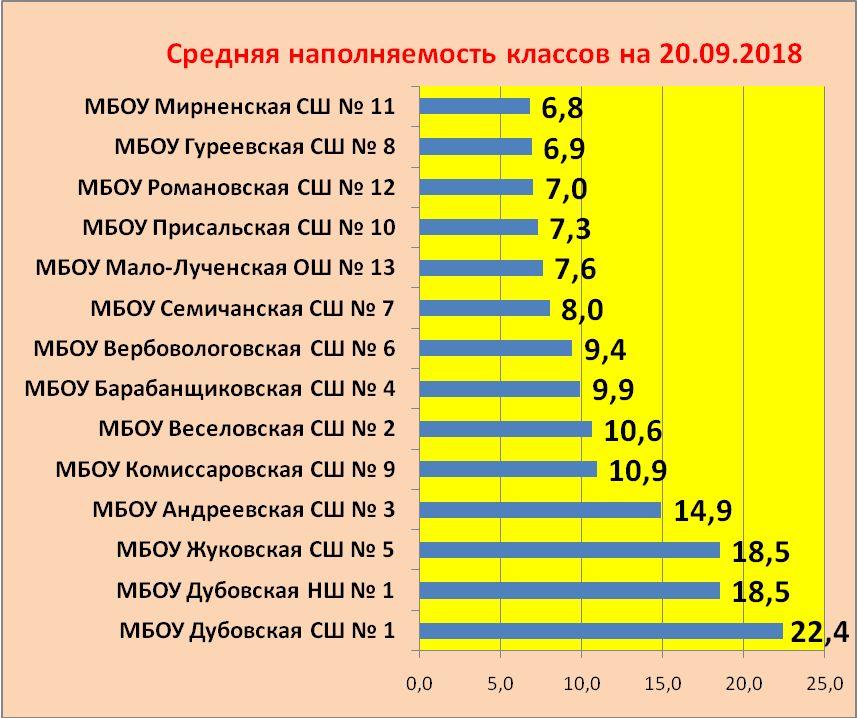 Средняя наполняемость классов на 20.09.2018
МБОУ Мирненская СШ № 11 6,8
МБОУ Гуреевская СШ № 8 6,9
МБОУ Романовская СШ № 12 7,0
МБОУ Присальская СШ № 10 7,3
МБОУ Мало-Лученская ОШ № 13 7,6
МБОУ Семичанская СШ № 7 8,0
МБОУ Вербовологовская СШ № 6 9,4
МБОУ Барабанщиковская СШ № 4 9,9
МБОУ Веселовская СШ № 2 10,6
МБОУ Комиссаровская СШ № 9 10,9
МБОУ Андреевская СШ № 3 14,9
МБОУ Жуковская СШ № 5 18,5
МБОУ Дубовская НШ № 1 18,5
МБОУ Дубовская СШ № 1 22,4
0,0 5,0 10,0 15,0 20,0 25,0